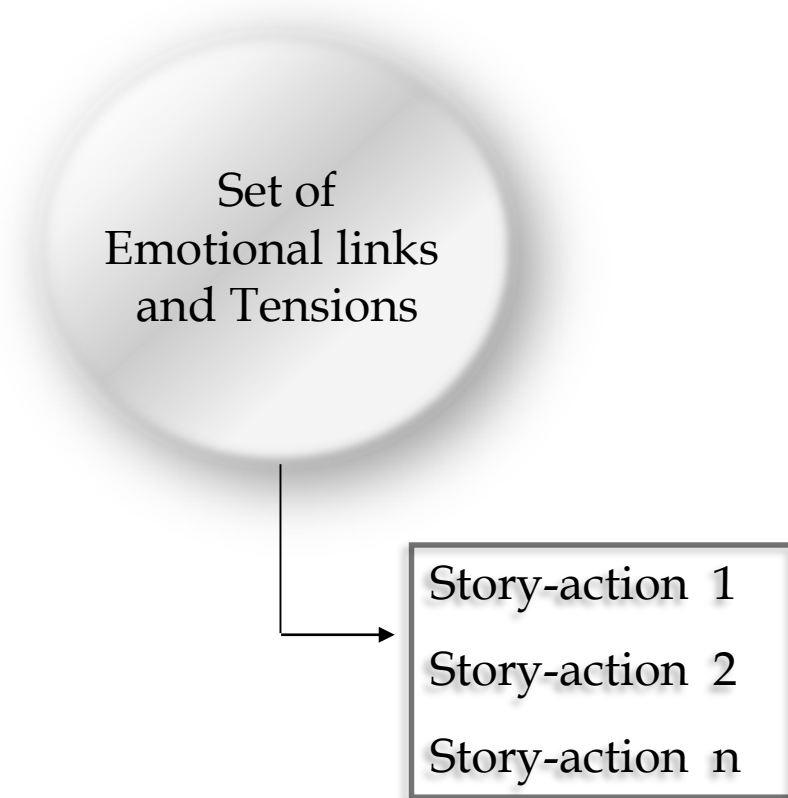 Set of
Emotional links
and Tensions
Story-action 1
Story-action 2
Story-action n